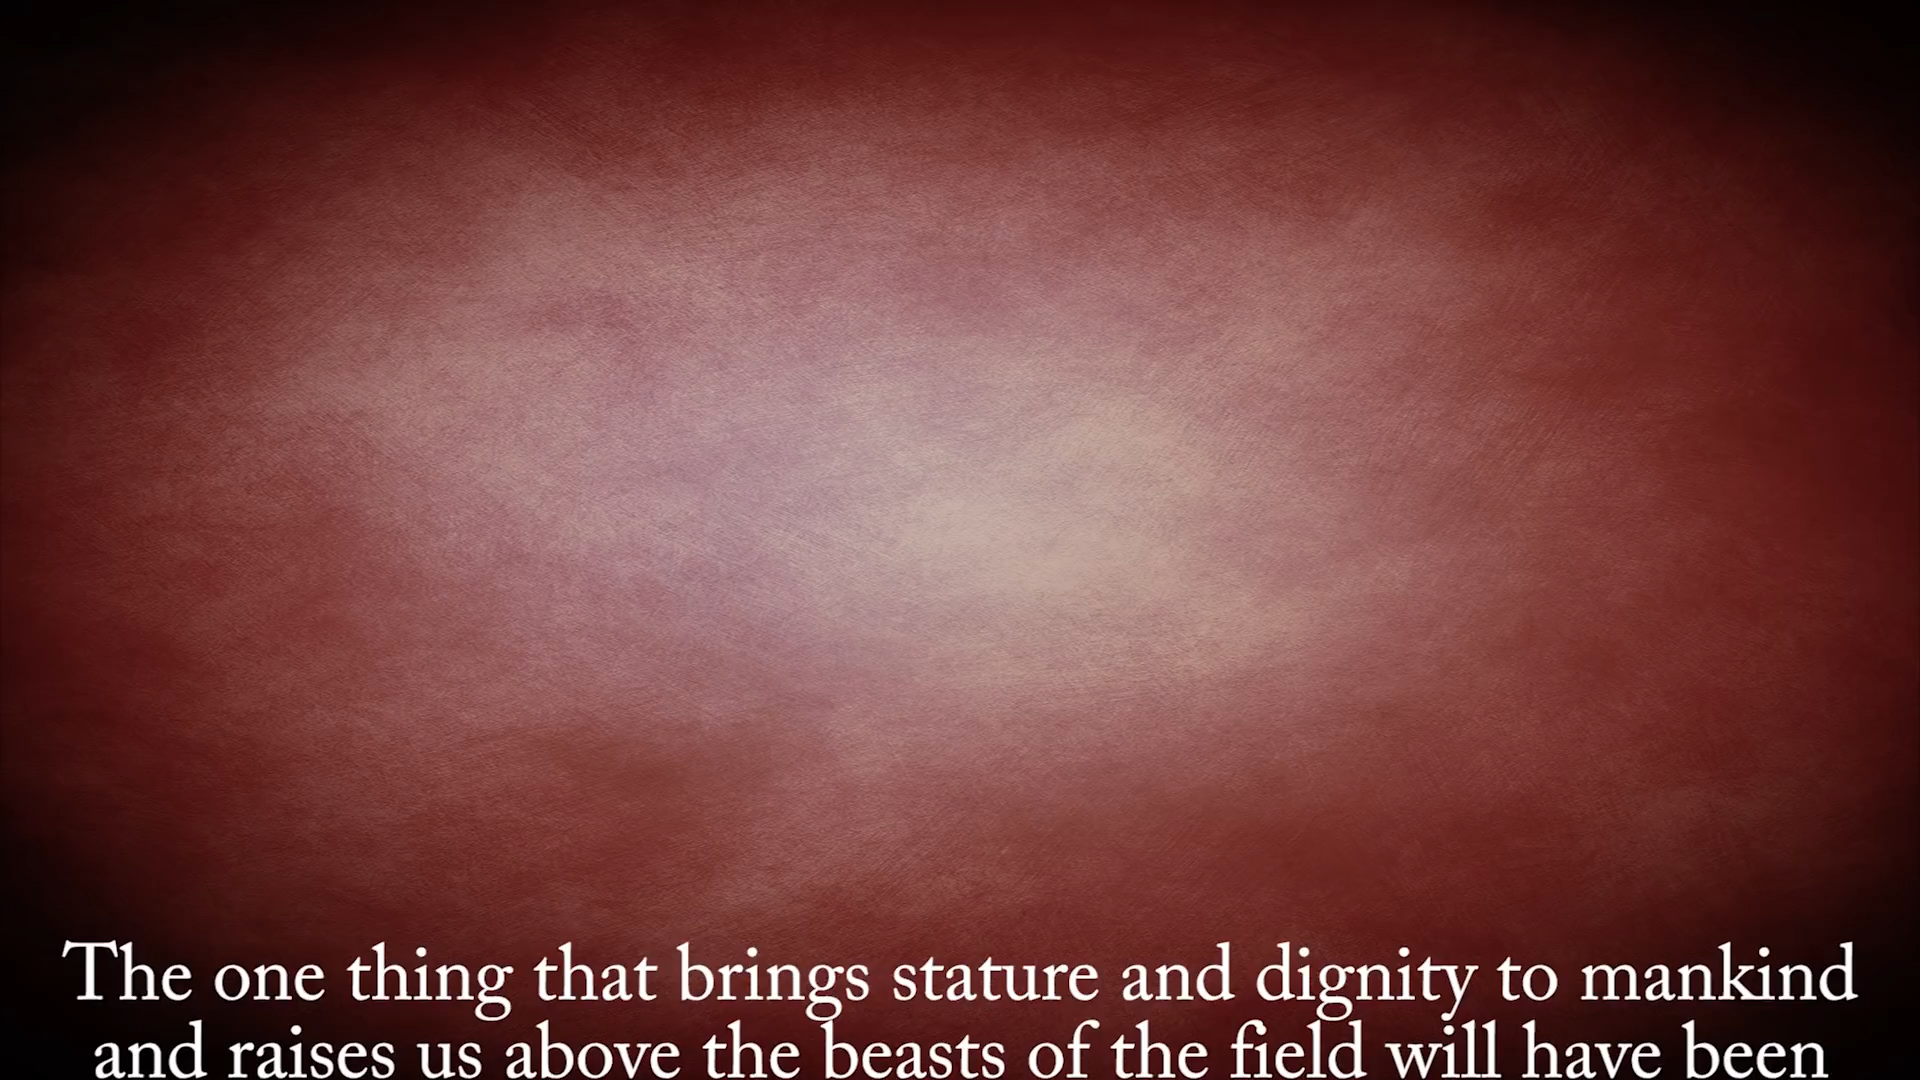 The one thing that brings stature and dignity to mankind
and raises us above the beasts of the field will have been